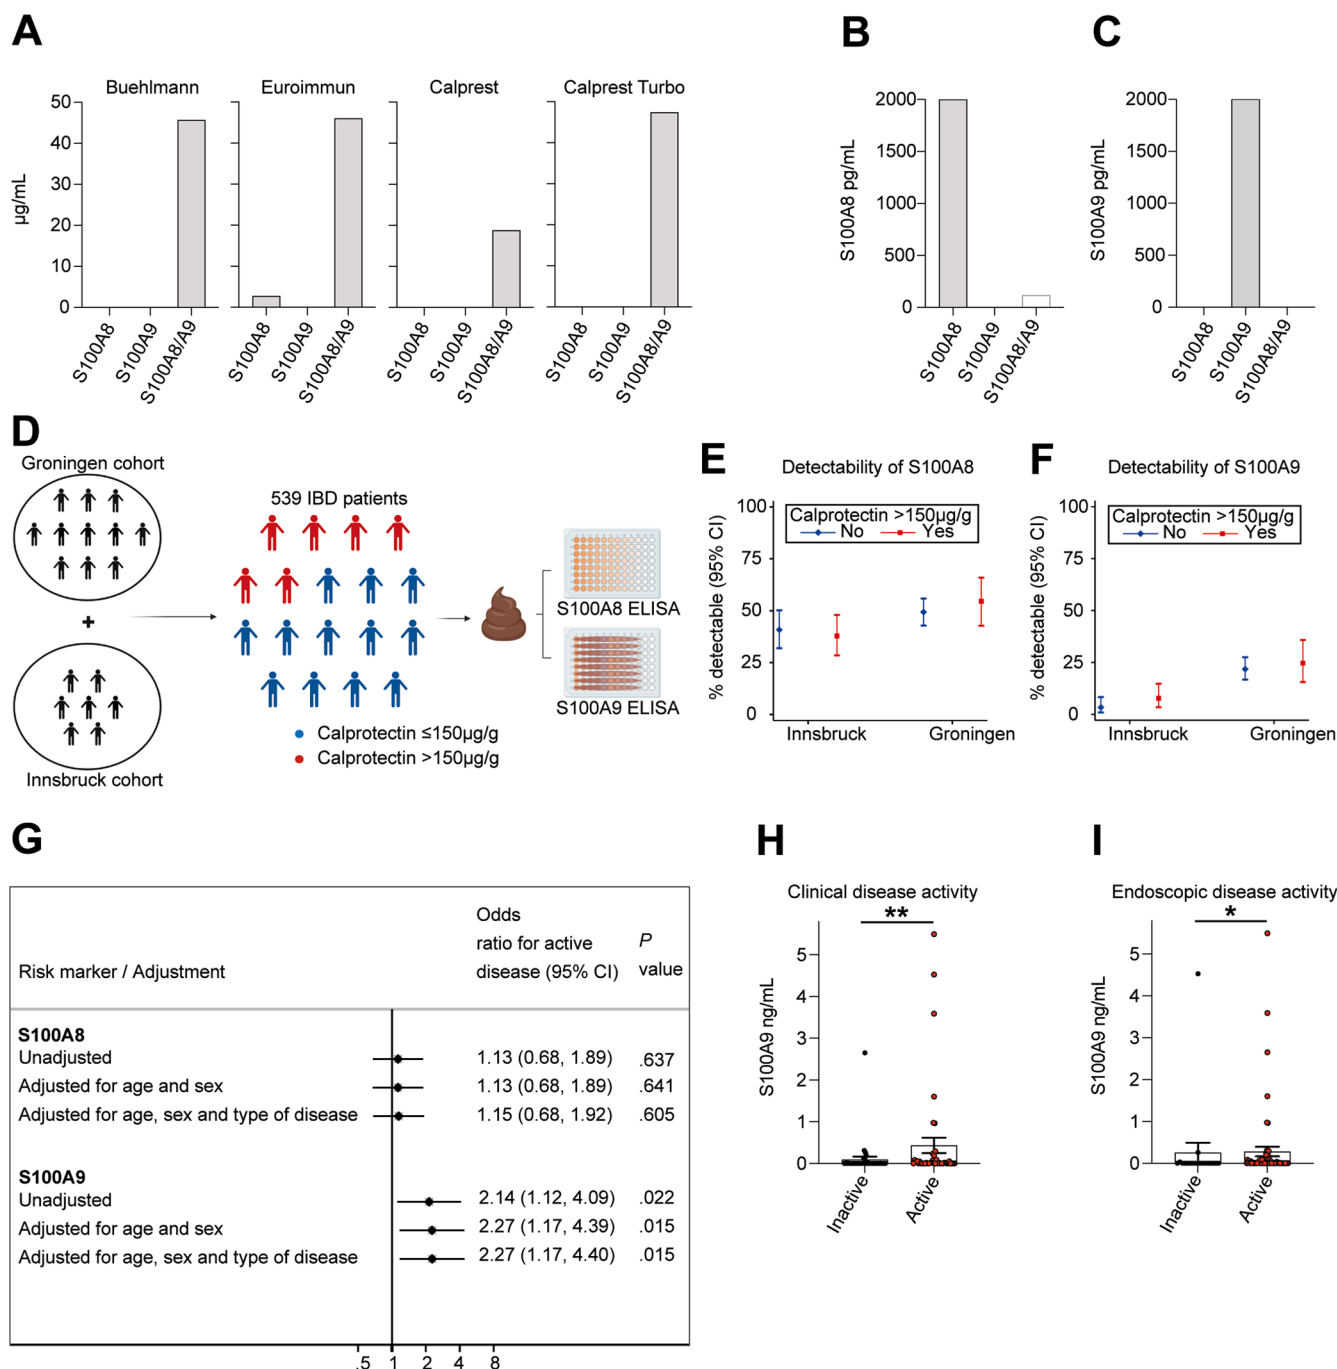 A
Buehlmann
Euroimmun
Calprest
Calprest Turbo
µg/mL
50
40
30
20
10
0
S100A8
S100A9
S100A8/A9
S100A8
S100A9
S100A8/A9
S100A8
S100A9
S100A8/A9
S100A8
S100A9
S100A8/A9
B
S100A8 pg/mL
2000
1500
1000
500
0
S100A8
S100A9
S100A8/A9
C
S100A9 pg/mL
2000
1500
1000
500
0
S100A8
S100A9
S100A8/A9
D
Groningen cohort
+
Innsbruck cohort
539 IBD patients
Calprotectin ≤150µg/g
Calprotectin >150µg/g
S100A8 ELISA
S100A9 ELISA
E
Detectability of S100A8
% detectable (95% CI)
100
75
50
25
0
Calprotectin >150µg/g
No Yes
Innsbruck Groningen
F
Detectability of S100A9
% detectable (95% CI)
100
75
50
25
0
Calprotectin >150µg/g
No Yes
Innsbruck Groningen
G
Risk marker / Adjustment
Odds
ratio for active
disease (95% CI)
P
value
S100A8
Unadjusted 1.13 (0.68, 1.89) .637
Adjusted for age and sex 1.13 (0.68, 1.89) .641
Adjusted for age, sex and type of disease 1.15 (0.68, 1.92) .605
S100A9
Unadjusted 2.14 (1.12, 4.09) .022
Adjusted for age and sex 2.27 (1.17, 4.39) .015
Adjusted for age, sex and type of disease 2.27 (1.17, 4.40) .015
.5 1 2 4 8
H
Clinical disease activity
**
S100A9 ng/mL
5
4
3
2
1
0
Inactive
Active
I
Endoscopic disease activity
*
S100A9 ng/mL
5
4
3
2
1
0
Inactive
Active